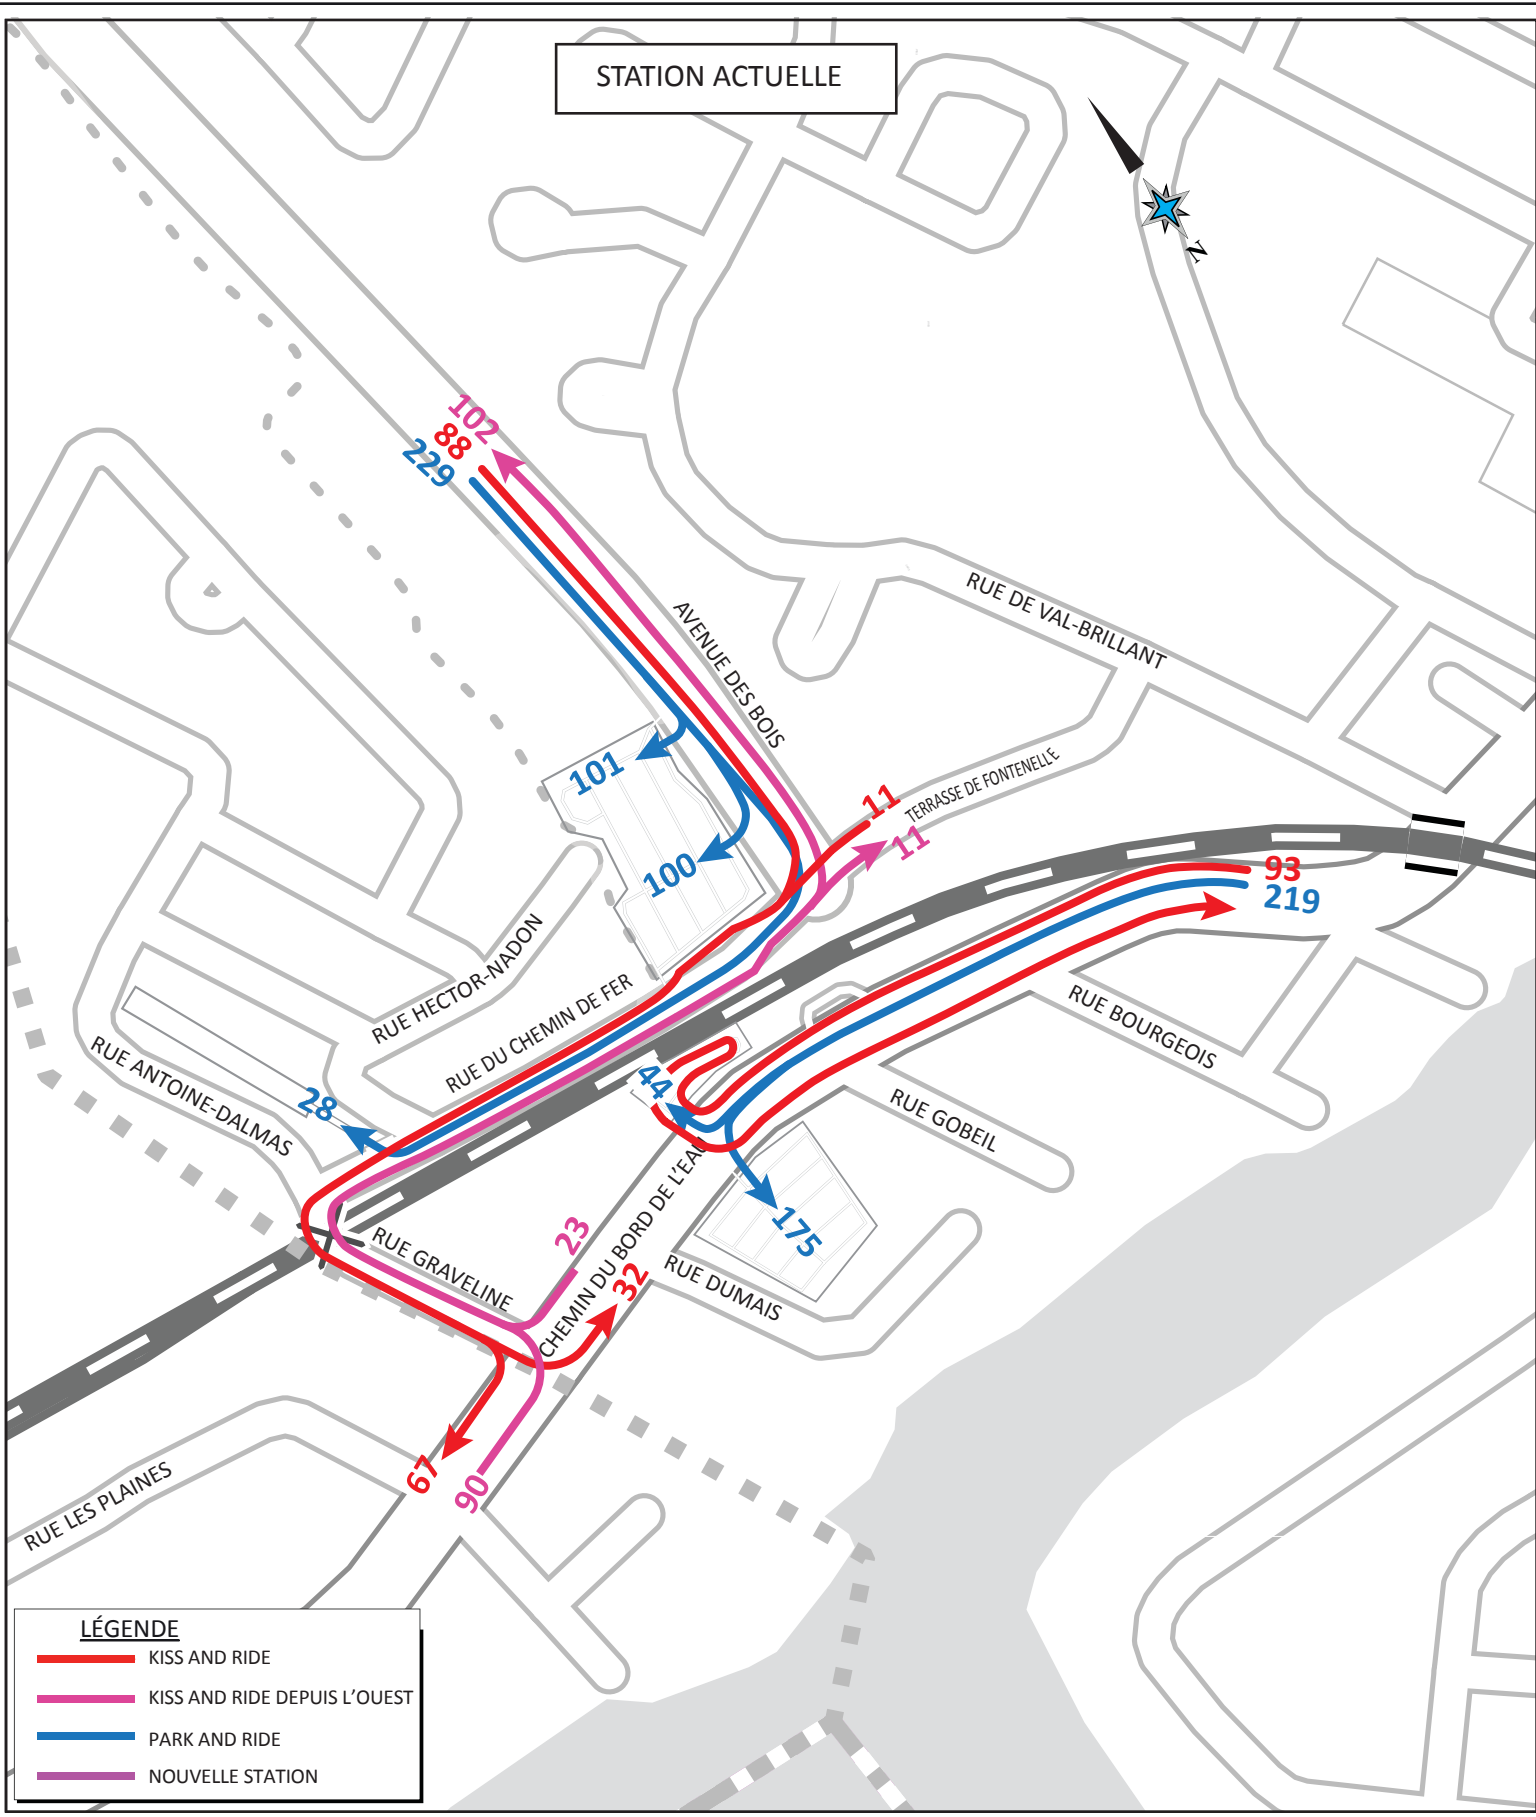 STATION ACTUELLE
N
102
88
229
RUE DE VAL-BRILLANT
AVENUE DES BOIS
TERRASSE DE FONTENELLE
101
11
11
100
93
219
RUE HECTOR-NADON
RUE DU CHEMIN DE FER
RUE BOURGEOIS
RUE ANTOINE-DALMAS
28
44
RUE GOBEIL
CHEMIN DU BORD DE L'EAU
175
23
RUE GRAVELINE
32
RUE DUMAIS
67
90
RUE LES PLAINES
LÉGENDE
KISS AND RIDE
KISS AND RIDE DEPUIS L'OUEST
PARK AND RIDE
NOUVELLE STATION